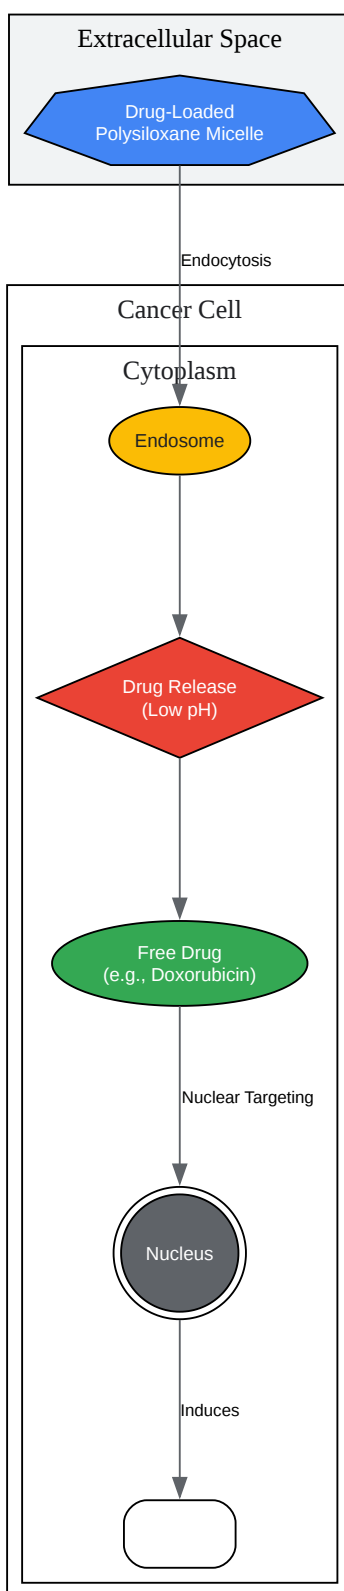 Extracellular Space
Drug-Loaded
Polysiloxane Micelle
Endocytosis
Cancer Cell
Cytoplasm
Endosome
Drug Release
(Low pH)
Free Drug
(e.g., Doxorubicin)
Nuclear Targeting
Nucleus
Induces